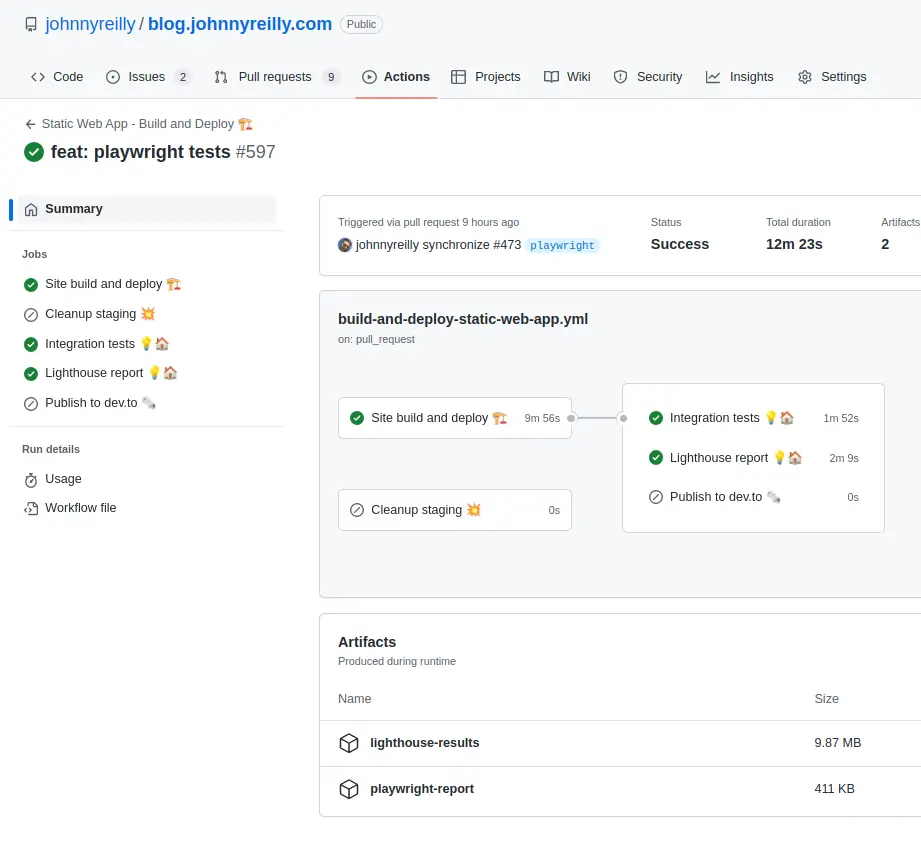 johnnyreilly / blog.johnnyreilly.com Public
Code Issues 2 Pull requests 9 Actions Projects Wiki Security Insights Settings
← Static Web App - Build and Deploy 🏗️
feat: playwright tests #597
Summary
Jobs
Site build and deploy 🏗️
Cleanup staging 💥
Integration tests 💡🏠
Lighthouse report 💡🏠
Publish to dev.to 🗞️
Run details
Usage
Workflow file
Triggered via pull request 9 hours ago
johnnyreilly synchronize #473 playwright
Status
Success
Total duration
12m 23s
Artifacts
2
build-and-deploy-static-web-app.yml
on: pull_request
Site build and deploy 🏗️ 9m 56s
Cleanup staging 💥 0s
Integration tests 💡🏠 1m 52s
Lighthouse report 💡🏠 2m 9s
Publish to dev.to 🗞️ 0s
Artifacts
Produced during runtime
Name Size
lighthouse-results 9.87 MB
playwright-report 411 KB